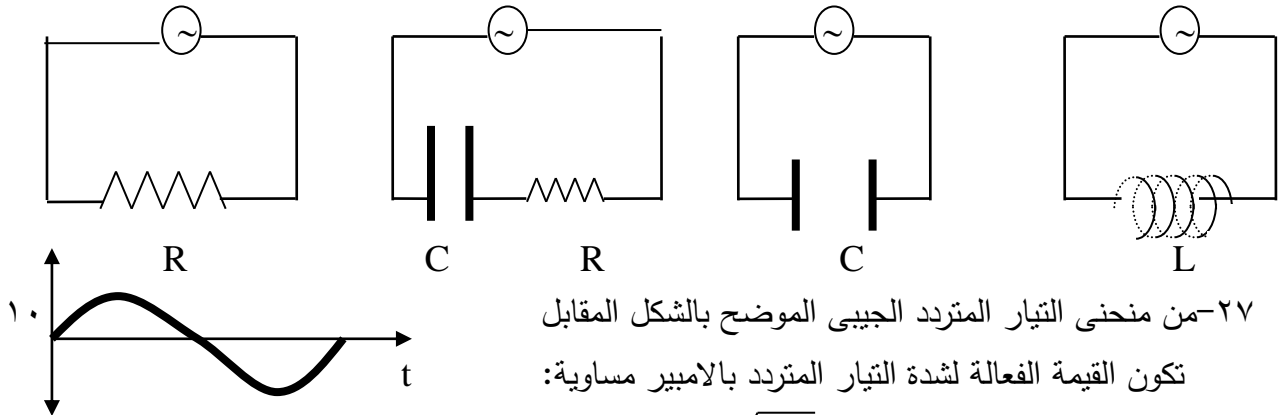 ~ ~ ~ ~
R C R C L
٢٧-من منحنى التيار المتردد الجيبى الموضح بالشكل المقابل
١٠
t
تكون القيمة الفعالة لشدة التيار المتردد بالامبير مساوية: